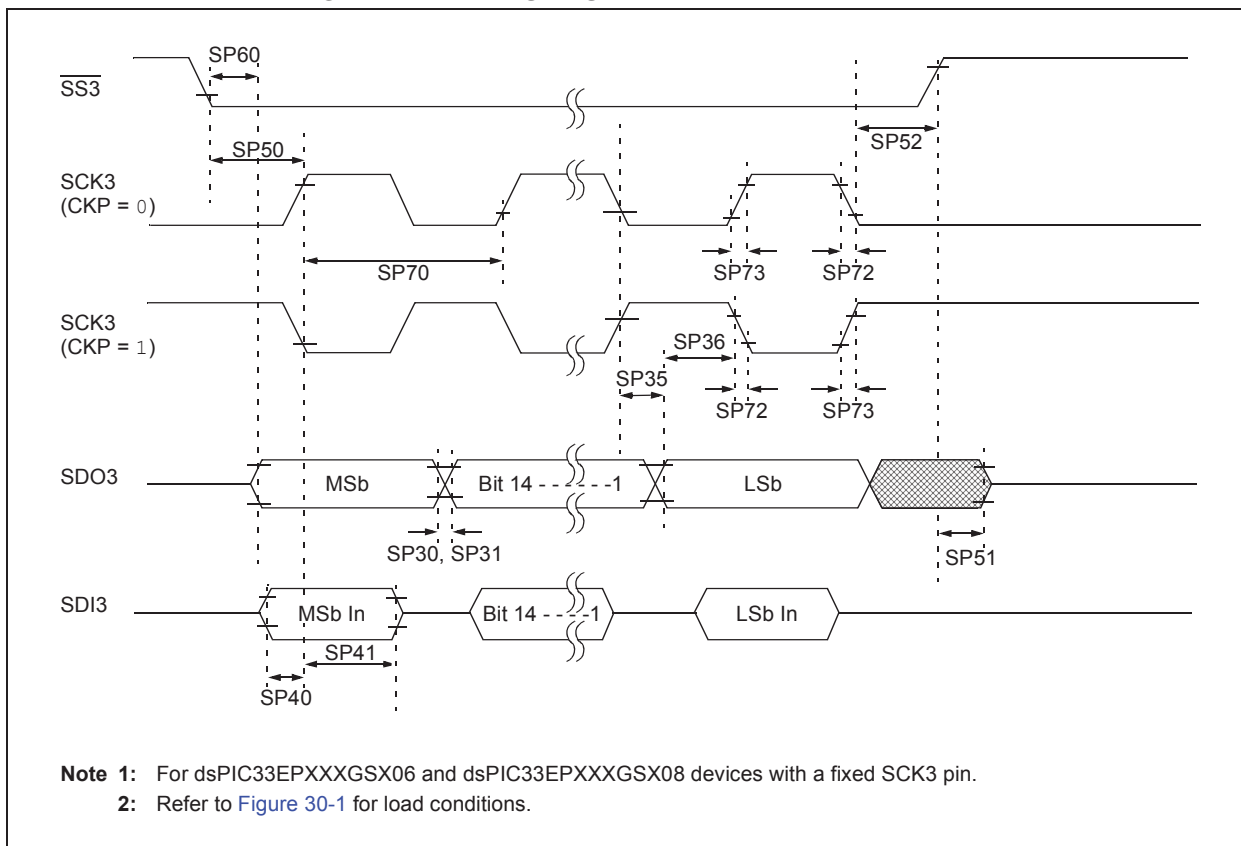 SP60
SS3
SP50
SP52
SCK3
(CKP = 0)
SP70
SP73
SP72
SCK3
(CKP = 1)
SP36
SP35
SP72
SP73
SDO3
MSb
Bit 14 - - - - - -1
LSb
SP30, SP31
SP51
SDI3
MSb In
Bit 14 - - - -1
LSb In
SP41
SP40
Note 1: For dsPIC33EPXXXGSX06 and dsPIC33EPXXXGSX08 devices with a fixed SCK3 pin.
2: Refer to Figure 30-1 for load conditions.